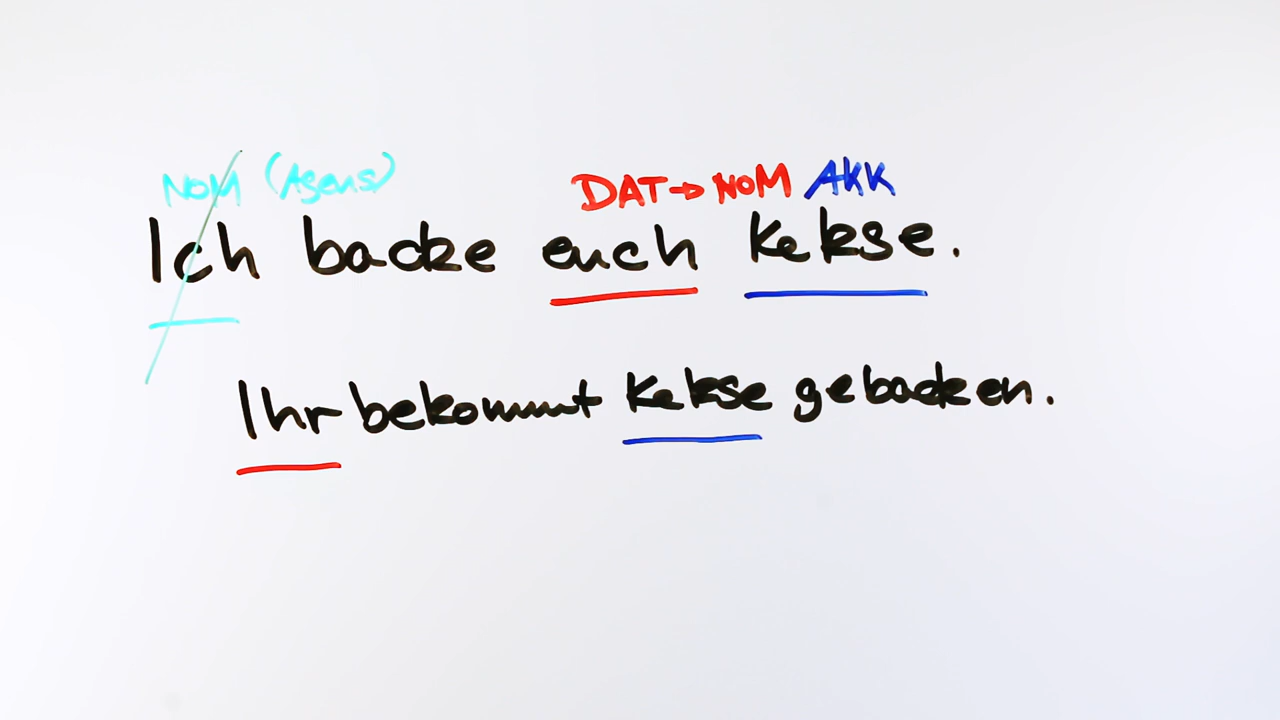 NOM (Agens) DAT→NOM AKK
Ich backe euch Kekse.
Ihr bekommt Kekse gebacken.